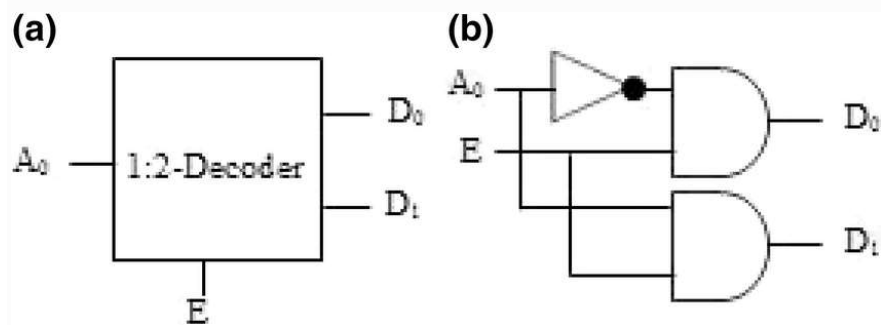 (a)
A₀
1:2-Decoder
D₀
D₁
E
(b)
A₀
E
D₀
D₁